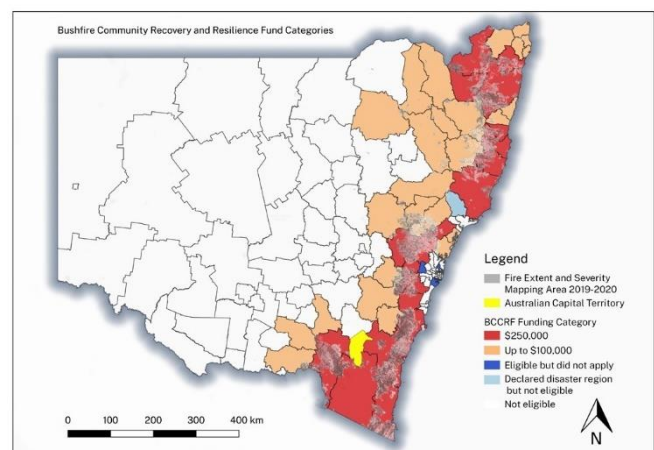 Bushfire Community Recovery and Resilience Fund Categories
Legend
Fire Extent and Severity
Mapping Area 2019-2020
Australian Capital Territory
BCCRF Funding Category
$250,000
Up to $100,000
Eligible but did not apply
Declared disaster region
but not eligible
Not eligible
0 100 200 300 400 km
N